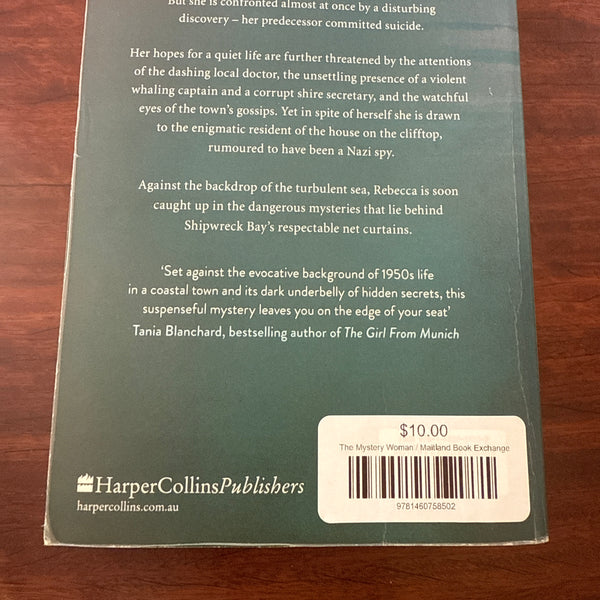 But she is confronted almost at once by a disturbing
discovery – her predecessor committed suicide.
Her hopes for a quiet life are further threatened by the attentions
of the dashing local doctor, the unsettling presence of a violent
whaling captain and a corrupt shire secretary, and the watchful
eyes of the town's gossips. Yet in spite of herself she is drawn
to the enigmatic resident of the house on the clifftop,
rumoured to have been a Nazi spy.
Against the backdrop of the turbulent sea, Rebecca is soon
caught up in the dangerous mysteries that lie behind
Shipwreck Bay's respectable net curtains.
'Set against the evocative background of 1950s life
in a coastal town and its dark underbelly of hidden secrets, this
suspenseful mystery leaves you on the edge of your seat'
Tania Blanchard, bestselling author of The Girl From Munich
$10.00
The Mystery Woman / Maitland Book Exchange
9781460758502
HarperCollinsPublishers
harpercollins.com.au